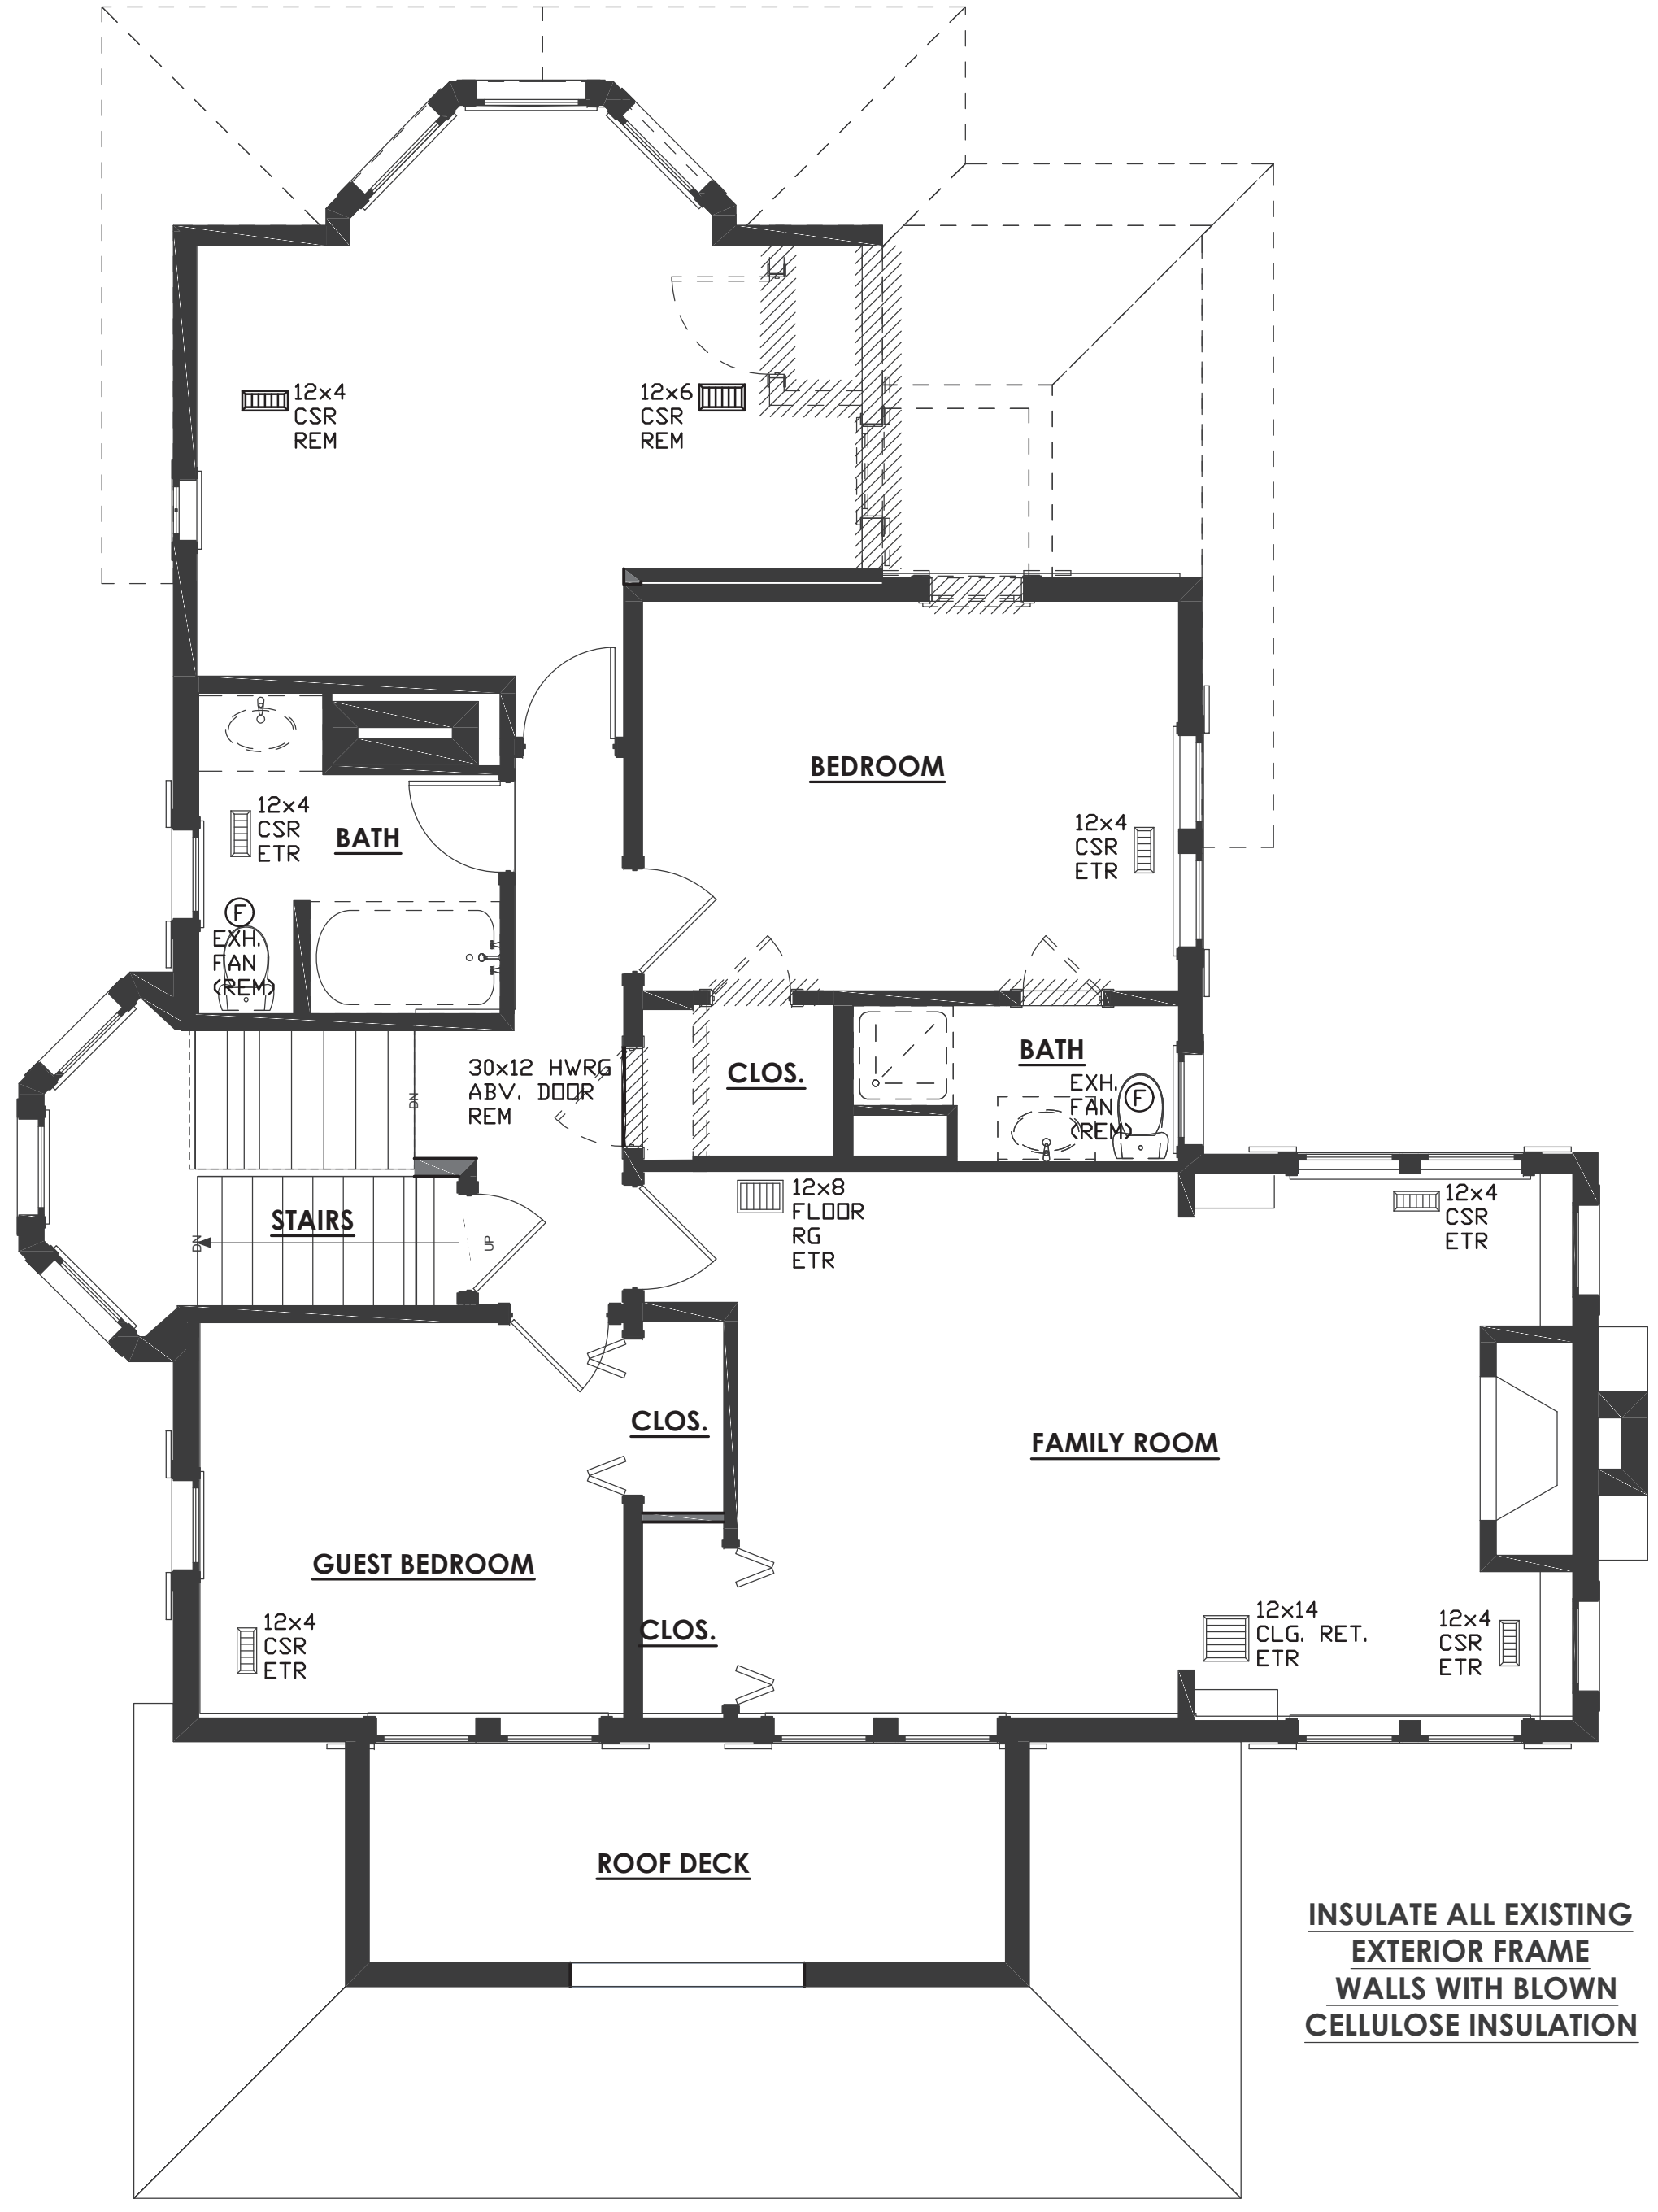 12x4
CSR
REM
12x6
CSR
REM
BEDROOM
12x4
CSR
ETR
BATH
12x4
CSR
ETR
F
EXH.
FAN
(REM)
30x12 HWRG
ABV. DOOR
REM
DN
CLOS.
BATH
EXH.
FAN
(REM)
F
STAIRS
DN
UP
12x8
FLOOR
RG
ETR
12x4
CSR
ETR
CLOS.
FAMILY ROOM
GUEST BEDROOM
12x4
CSR
ETR
CLOS.
12x14
CLG. RET.
ETR
12x4
CSR
ETR
ROOF DECK
INSULATE ALL EXISTING
EXTERIOR FRAME
WALLS WITH BLOWN
CELLULOSE INSULATION